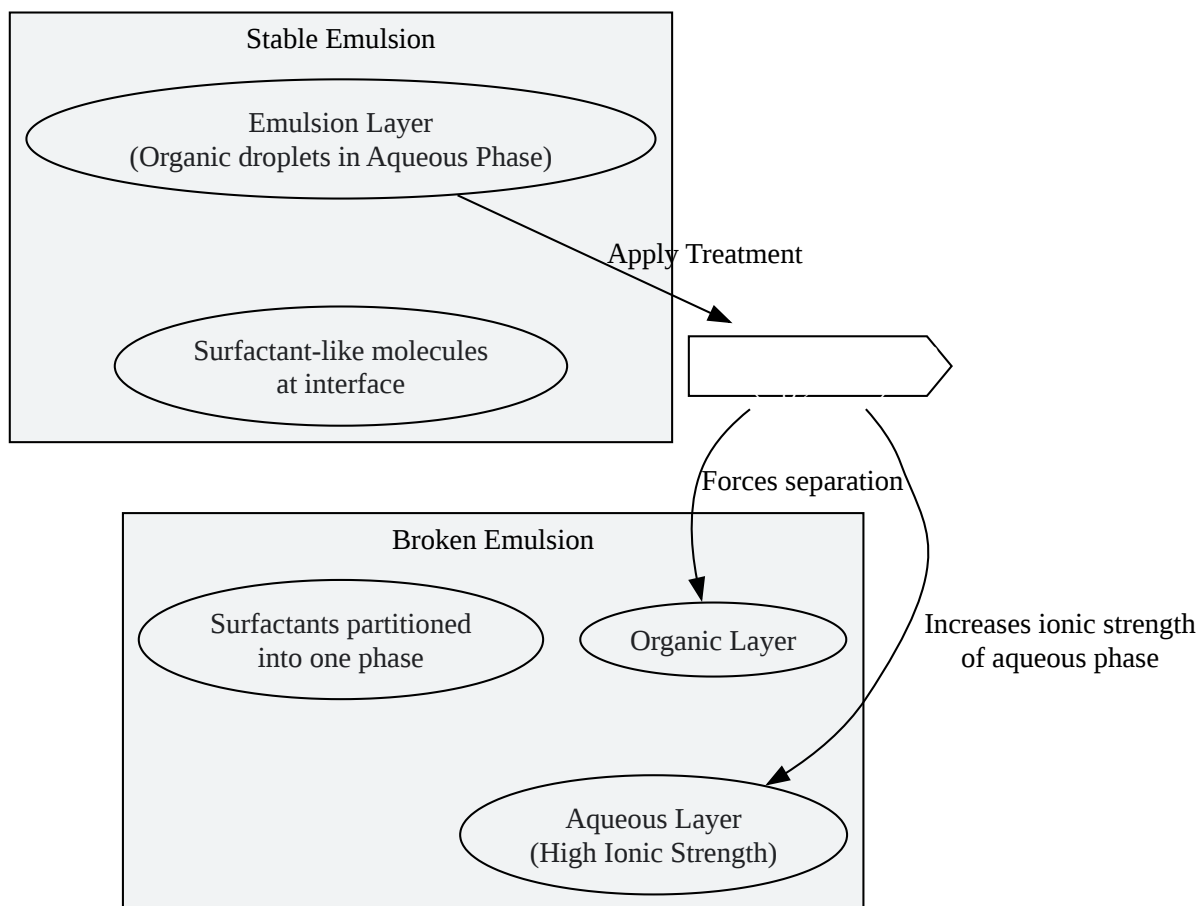 Stable Emulsion
Emulsion Layer
(Organic droplets in Aqueous Phase)
Apply Treatment
Surfactant-like molecules
at interface
Forces separation
Broken Emulsion
Surfactants partitioned
into one phase
Organic Layer
Increases ionic strength
of aqueous phase
Aqueous Layer
(High Ionic Strength)